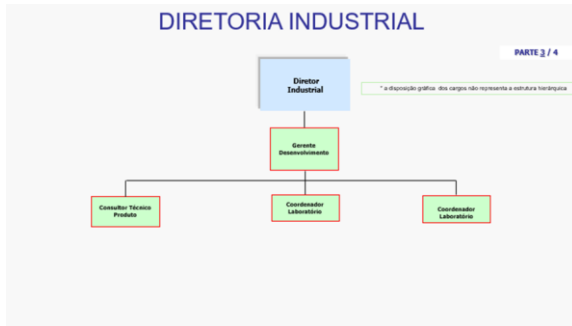 DIRETORIA INDUSTRIAL
PARTE 3 / 4
Diretor
Industrial
* a disposição gráfica dos cargos não representa a estrutura hierárquica
Gerente
Desenvolvimento
Consultor Técnico
Produto
Coordenador
Laboratório
Coordenador
Laboratório